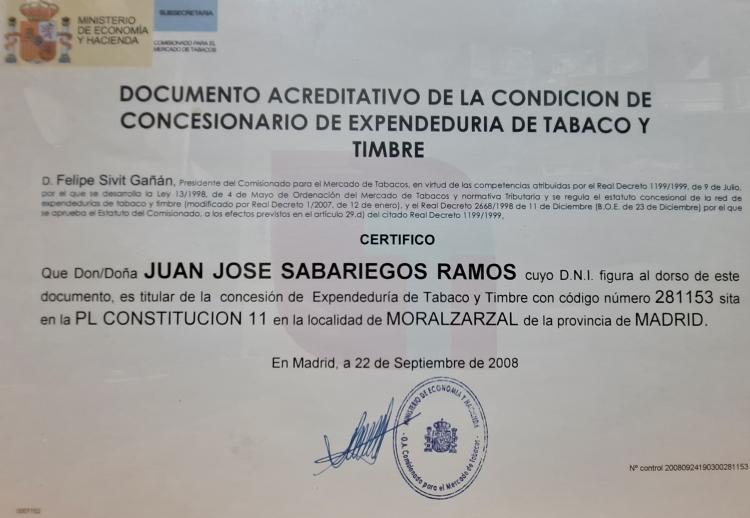 MINISTERIO
DE ECONOMÍA
Y HACIENDA
SUBSECRETARIA
COMISIONADO PARA EL
MERCADO DE TABACOS
DOCUMENTO ACREDITATIVO DE LA CONDICION DE
CONCESIONARIO DE EXPENDEDURIA DE TABACO Y
TIMBRE
D. Felipe Sivit Gañán, Presidente del Comisionado para el Mercado de Tabacos, en virtud de las competencias atribuidas por el Real Decreto 1199/1999, de 9 de Julio,
por el que se desarrolla la Ley 13/1998, de 4 de Mayo de Ordenación del Mercado de Tabacos y normativa Tributaria y se regula el estatuto concesional de la red de
expendedurías de tabaco y timbre (modificado por Real Decreto 1/2007, de 12 de enero), y el Real Decreto 2668/1998 de 11 de Diciembre (B.O.E. de 23 de Diciembre) por el que
se aprueba el Estatuto del Comisionado, a los efectos previstos en el artículo 29.d) del citado Real Decreto 1199/1999.
CERTIFICO
Que Don/Doña JUAN JOSE SABARIEGOS RAMOS cuyo D.N.I. figura al dorso de este
documento, es titular de la concesión de Expendeduría de Tabaco y Timbre con código número 281153 sita
en la PL CONSTITUCION 11 en la localidad de MORALZARZAL de la provincia de MADRID.
En Madrid, a 22 de Septiembre de 2008
MINISTERIO DE ECONOMIA Y HACIENDA
O.A. Comisionado para el Mercado de Tabacos
Nº control 20080924190300281153
0001152